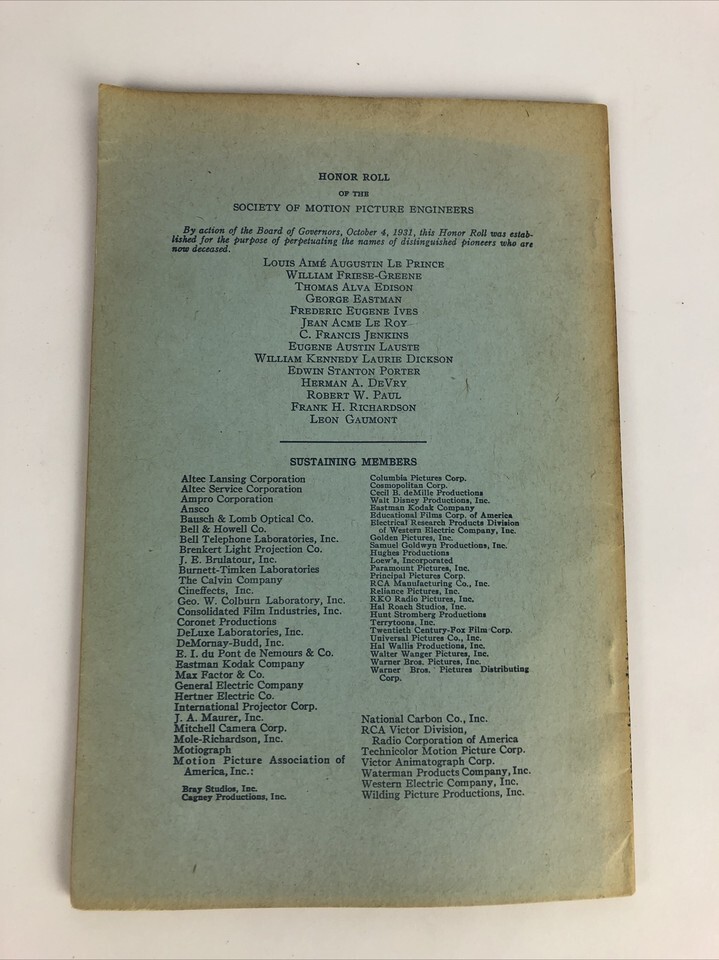 HONOR ROLL
OF THE
SOCIETY OF MOTION PICTURE ENGINEERS
By action of the Board of Governors, October 4, 1931, this Honor Roll was estab-
lished for the purpose of perpetuating the names of distinguished pioneers who are
now deceased.
LOUIS AIMÉ AUGUSTIN LE PRINCE
WILLIAM FRIESE-GREENE
THOMAS ALVA EDISON
GEORGE EASTMAN
FREDERIC EUGENE IVES
JEAN ACME LE ROY
C. FRANCIS JENKINS
EUGENE AUSTIN LAUSTE
WILLIAM KENNEDY LAURIE DICKSON
EDWIN STANTON PORTER
HERMAN A. DEVRY
ROBERT W. PAUL
FRANK H. RICHARDSON
LEON GAUMONT
SUSTAINING MEMBERS
Altec Lansing Corporation
Altec Service Corporation
Ampro Corporation
Ansco
Bausch & Lomb Optical Co.
Bell & Howell Co.
Bell Telephone Laboratories, Inc.
Brenkert Light Projection Co.
J. E. Brulatour, Inc.
Burnett-Timken Laboratories
The Calvin Company
Cineffects, Inc.
Geo. W. Colburn Laboratory, Inc.
Consolidated Film Industries, Inc.
Coronet Productions
DeLuxe Laboratories, Inc.
DeMornay-Budd, Inc.
E. I. du Pont de Nemours & Co.
Eastman Kodak Company
Max Factor & Co.
General Electric Company
Hertner Electric Co.
International Projector Corp.
J. A. Maurer, Inc.
Mitchell Camera Corp.
Mole-Richardson, Inc.
Motiograph
Motion Picture Association of
America, Inc.:
Bray Studios, Inc.
Cagney Productions, Inc.
Columbia Pictures Corp.
Cosmopolitan Corp.
Cecil B. deMille Productions
Walt Disney Productions, Inc.
Eastman Kodak Company
Educational Films Corp. of America
Electrical Research Products Division
of Western Electric Company, Inc.
Golden Pictures, Inc.
Samuel Goldwyn Productions, Inc.
Hughes Productions
Loew's, Incorporated
Paramount Pictures, Inc.
Principal Pictures Corp.
RCA Manufacturing Co., Inc.
Reliance Pictures, Inc.
RKO Radio Pictures, Inc.
Hal Roach Studios, Inc.
Hunt Stromberg Productions
Terrytoons, Inc.
Twentieth Century-Fox Film Corp.
Universal Pictures Co., Inc.
Hal Wallis Productions, Inc.
Walter Wanger Pictures, Inc.
Warner Bros. Pictures, Inc.
Warner Bros. Pictures Distributing
Corp.
National Carbon Co., Inc.
RCA Victor Division,
Radio Corporation of America
Technicolor Motion Picture Corp.
Victor Animatograph Corp.
Waterman Products Company, Inc.
Western Electric Company, Inc.
Wilding Picture Productions, Inc.